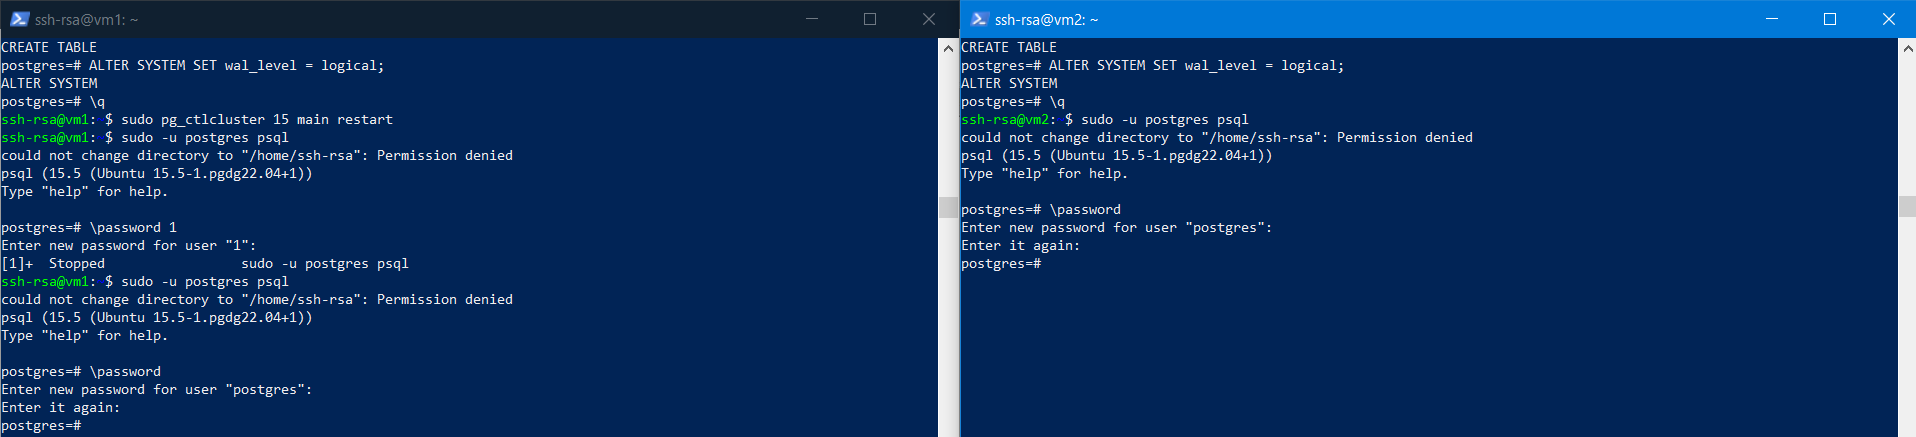 ssh-rsa@vm1: ~
CREATE TABLE
postgres=# ALTER SYSTEM SET wal_level = logical;
ALTER SYSTEM
postgres=# \q
ssh-rsa@vm1: $ sudo pg_ctlcluster 15 main restart
ssh-rsa@vm1: $ sudo -u postgres psql
could not change directory to "/home/ssh-rsa": Permission denied
psql (15.5 (Ubuntu 15.5-1.pgdg22.04+1))
Type "help" for help.
postgres=# \password 1
Enter new password for user "1":
[1]+  Stopped                 sudo -u postgres psql
ssh-rsa@vm1: $ sudo -u postgres psql
could not change directory to "/home/ssh-rsa": Permission denied
psql (15.5 (Ubuntu 15.5-1.pgdg22.04+1))
Type "help" for help.
postgres=# \password
Enter new password for user "postgres":
Enter it again:
postgres=#
ssh-rsa@vm2: ~
CREATE TABLE
postgres=# ALTER SYSTEM SET wal_level = logical;
ALTER SYSTEM
postgres=# \q
ssh-rsa@vm2: $ sudo -u postgres psql
could not change directory to "/home/ssh-rsa": Permission denied
psql (15.5 (Ubuntu 15.5-1.pgdg22.04+1))
Type "help" for help.
postgres=# \password
Enter new password for user "postgres":
Enter it again:
postgres=#